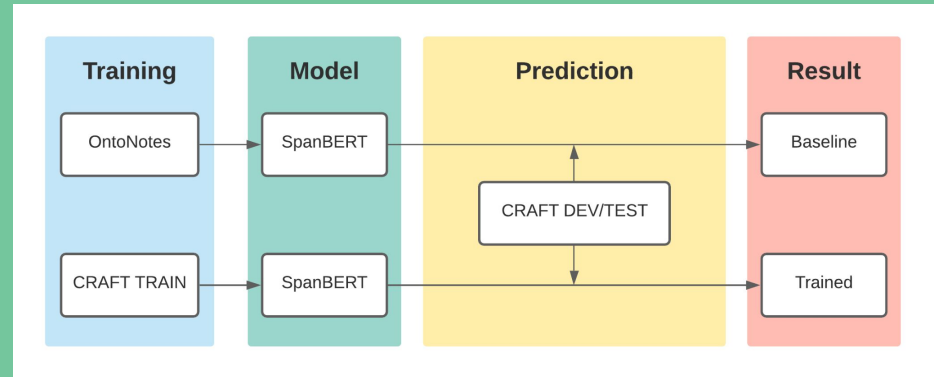 Training
Model
Prediction
Result
OntoNotes
SpanBERT
Baseline
CRAFT DEV/TEST
CRAFT TRAIN
SpanBERT
Trained